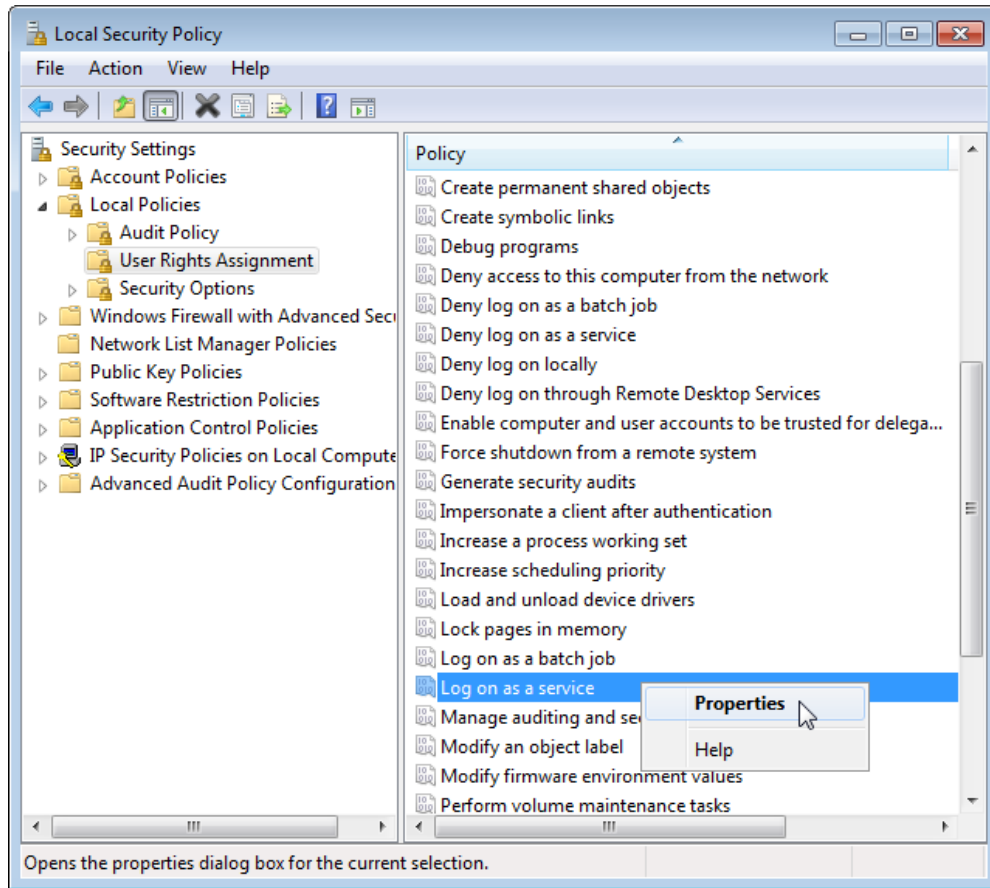 Local Security Policy
File Action View Help
Security Settings
Account Policies
Local Policies
Audit Policy
User Rights Assignment
Security Options
Windows Firewall with Advanced Secu
Network List Manager Policies
Public Key Policies
Software Restriction Policies
Application Control Policies
IP Security Policies on Local Compute
Advanced Audit Policy Configuration
Policy
Create permanent shared objects
Create symbolic links
Debug programs
Deny access to this computer from the network
Deny log on as a batch job
Deny log on as a service
Deny log on locally
Deny log on through Remote Desktop Services
Enable computer and user accounts to be trusted for delega...
Force shutdown from a remote system
Generate security audits
Impersonate a client after authentication
Increase a process working set
Increase scheduling priority
Load and unload device drivers
Lock pages in memory
Log on as a batch job
Log on as a service
Manage auditing and se
Modify an object label
Modify firmware environment values
Perform volume maintenance tasks
Properties
Help
Opens the properties dialog box for the current selection.